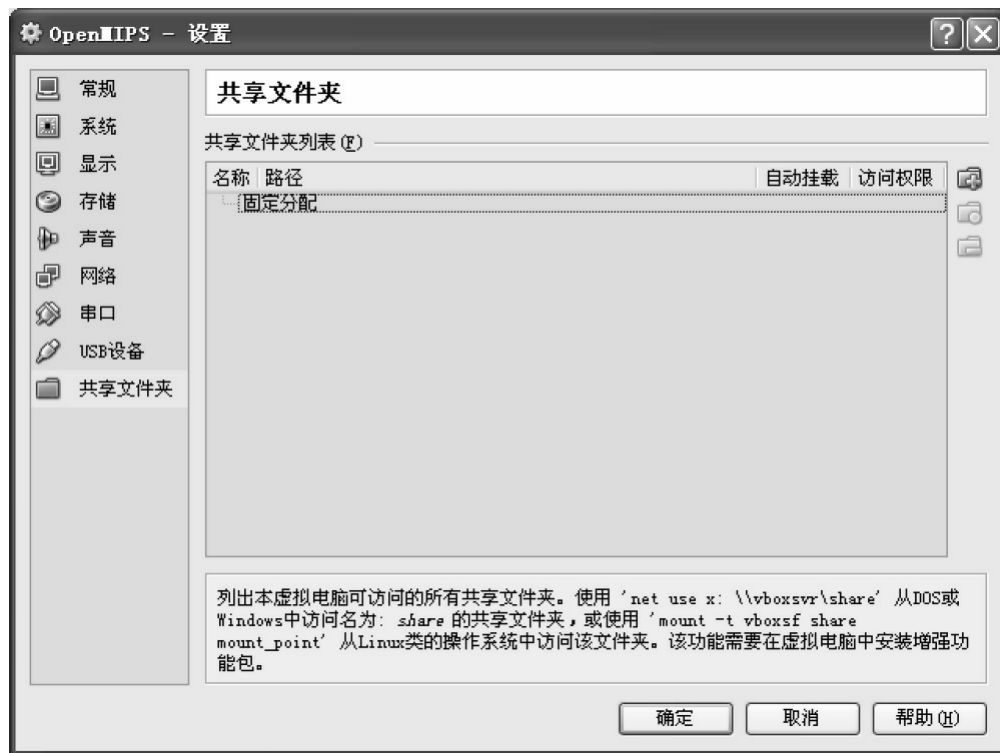 OpenMIPS - 设置
常规
系统
显示
存储
声音
网络
串口
USB设备
共享文件夹
共享文件夹
共享文件夹列表(F)
名称 路径 自动挂载 访问权限
固定分配
列出本虚拟电脑可访问的所有共享文件夹。使用 'net use x: \\vboxsvr\share' 从DOS或
Windows中访问名为: share 的共享文件夹，或使用 'mount -t vboxsf share
mount_point' 从Linux类的操作系统中访问该文件夹。该功能需要在虚拟电脑中安装增强功
能包。
确定 取消 帮助(H)